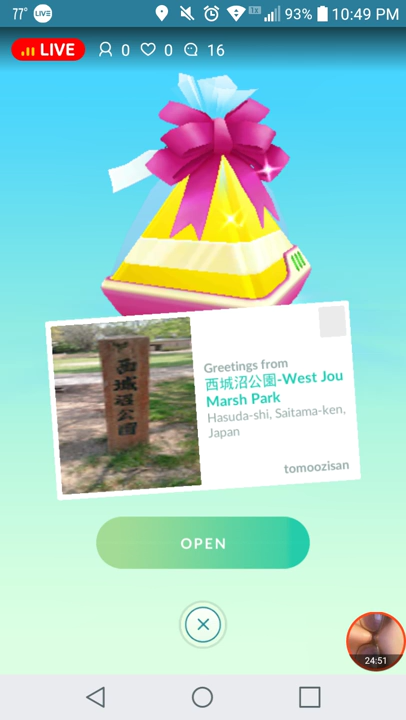 77° LIVE 1x 93% 10:49 PM
LIVE 0 0 16
Greetings from
西城沼公園-West Jou
Marsh Park
Hasuda-shi, Saitama-ken,
Japan
tomoozisan
西城沼公園
OPEN
24:51